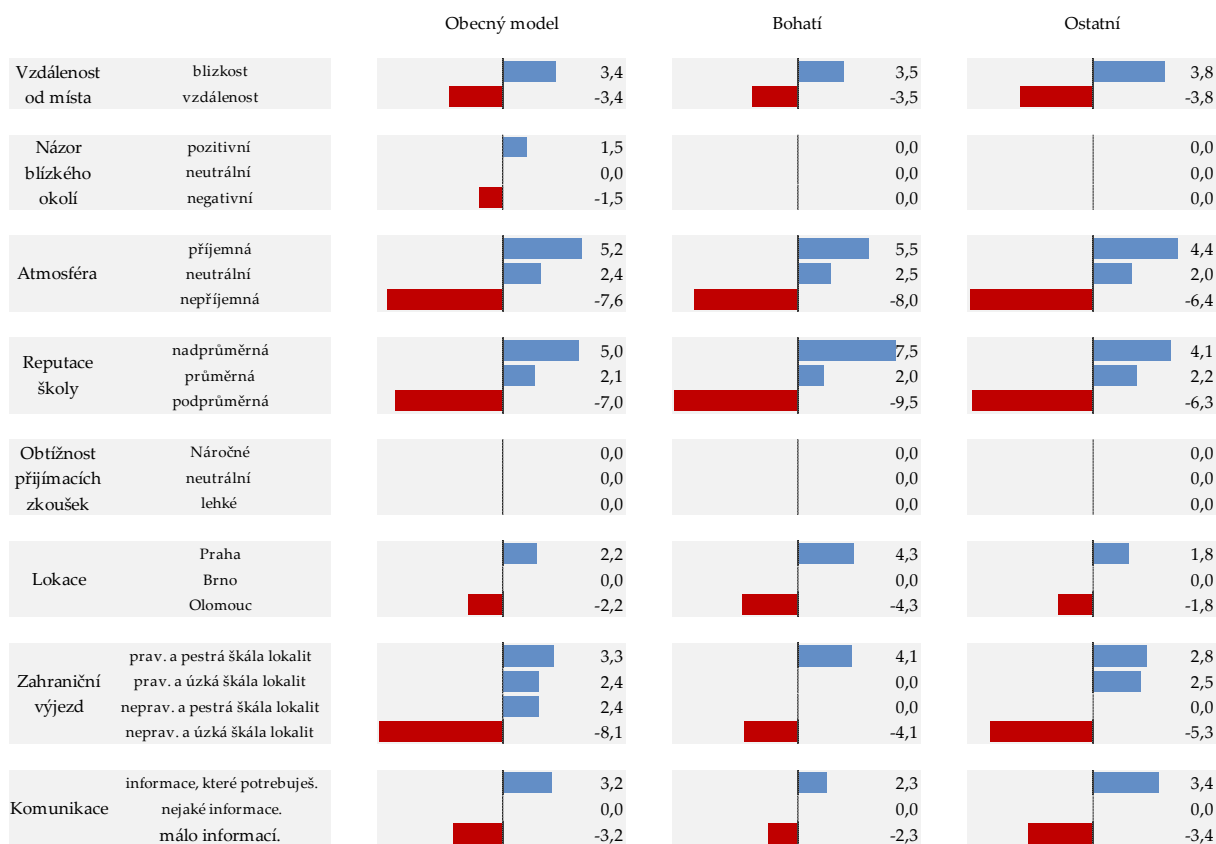 Obecný model Bohatí Ostatní
Vzdálenost od místa
blizkost 3,4 3,5 3,8
vzdálenost -3,4 -3,5 -3,8
Názor blízkého okolí
pozitivní 1,5 0,0 0,0
neutrální 0,0 0,0 0,0
negativní -1,5 0,0 0,0
Atmosféra
příjemná 5,2 5,5 4,4
neutrální 2,4 2,5 2,0
nepříjemná -7,6 -8,0 -6,4
Reputace školy
nadprůměrná 5,0 7,5 4,1
průměrná 2,1 2,0 2,2
podprůměrná -7,0 -9,5 -6,3
Obtížnost přijímacích zkoušek
Náročné 0,0 0,0 0,0
neutrální 0,0 0,0 0,0
lehké 0,0 0,0 0,0
Lokace
Praha 2,2 4,3 1,8
Brno 0,0 0,0 0,0
Olomouc -2,2 -4,3 -1,8
Zahraniční výjezd
prav. a pestrá škála lokalit 3,3 4,1 2,8
prav. a úzká škála lokalit 2,4 0,0 2,5
neprav. a pestrá škála lokalit 2,4 0,0 0,0
neprav. a úzká škála lokalit -8,1 -4,1 -5,3
Komunikace
informace, které potrebuješ. 3,2 2,3 3,4
nejaké informace. 0,0 0,0 0,0
málo informací. -3,2 -2,3 -3,4